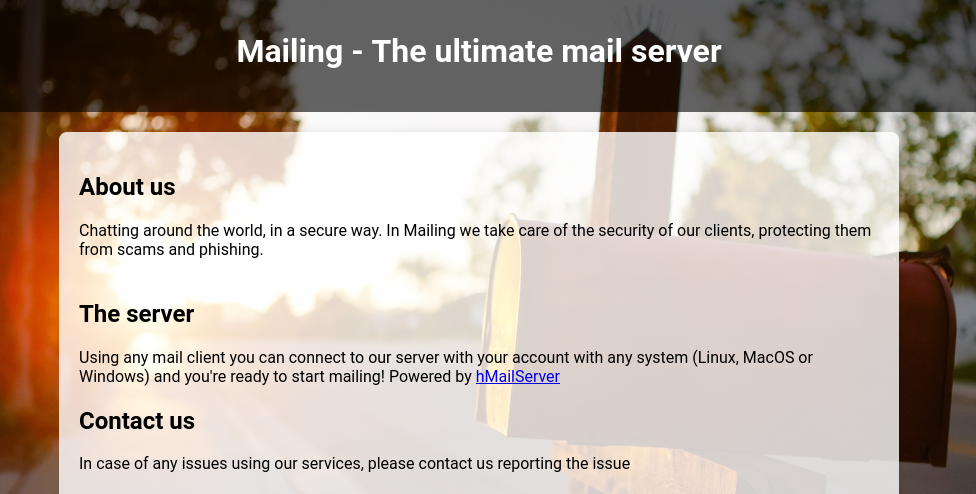 Mailing - The ultimate mail server
About us
Chatting around the world, in a secure way. In Mailing we take care of the security of our clients, protecting them
from scams and phishing.
The server
Using any mail client you can connect to our server with your account with any system (Linux, MacOS or
Windows) and you're ready to start mailing! Powered by hMailServer
Contact us
In case of any issues using our services, please contact us reporting the issue